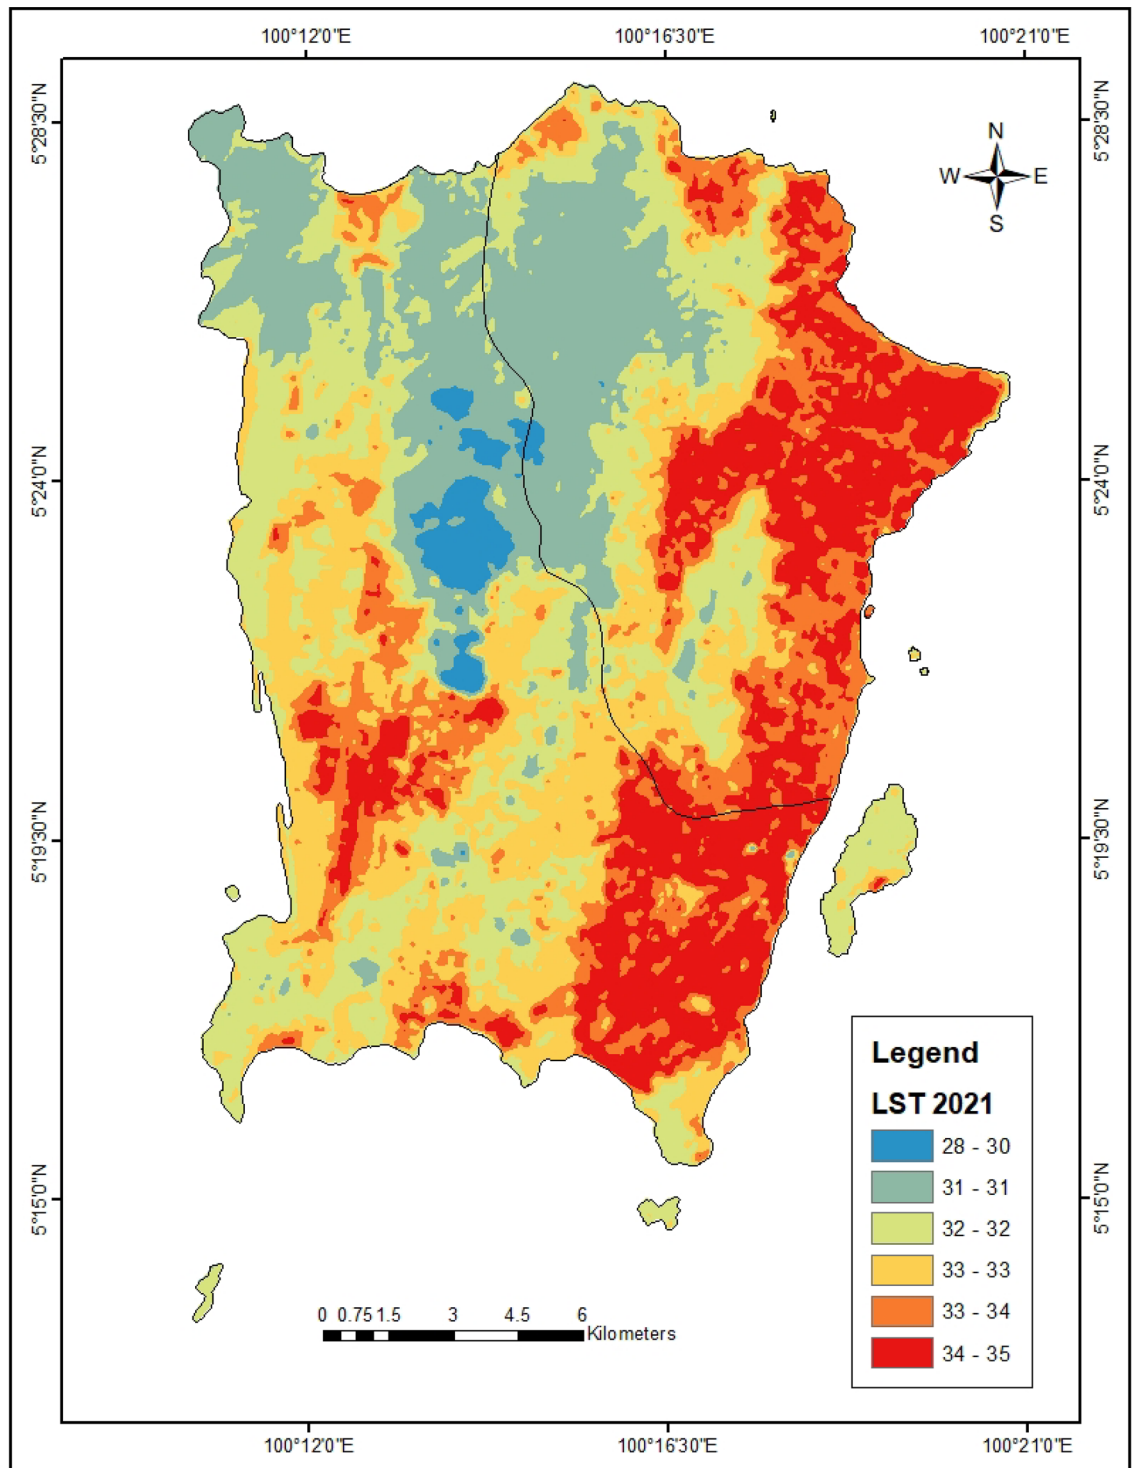 100°12'0"E 100°16'30"E 100°21'0"E
5°28'30"N 5°28'30"N
N
W E
S
5°24'0"N 5°24'0"N
5°19'30"N 5°19'30"N
5°15'0"N 5°15'0"N
Legend
LST 2021
28 - 30
31 - 31
32 - 32
33 - 33
33 - 34
34 - 35
0 0.75 1.5 3 4.5 6
Kilometers
100°12'0"E 100°16'30"E 100°21'0"E